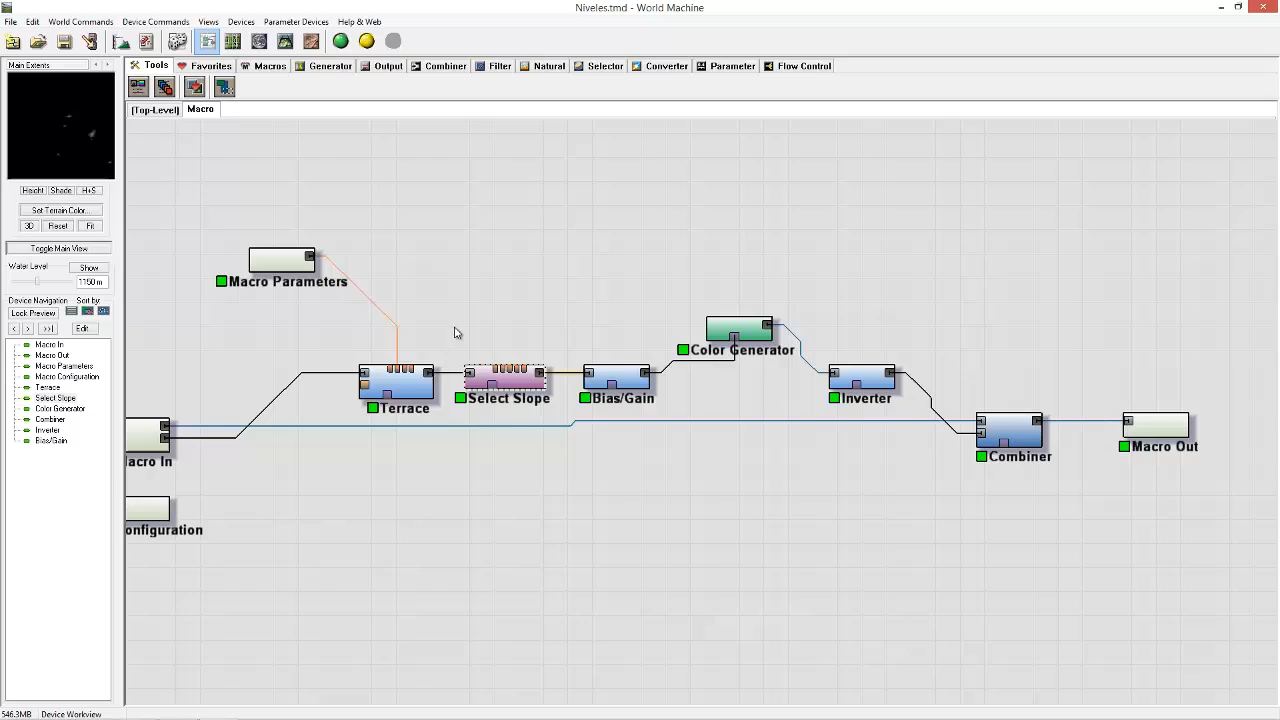 Niveles.tmd - World Machine
File Edit World Commands Device Commands Views Devices Parameter Devices Help & Web
Main Extents
Tools Favorites Macros Generator Output Combiner Filter Natural Selector Converter Parameter Flow Control
[Top-Level] Macro
Height Shade H+S
Set Terrain Color...
3D Reset Fit
Toggle Main View
Water Level Show
1150 m
Device Navigation Sort by:
Lock Preview
< > >>| Edit...
Macro In
Macro Out
Macro Parameters
Macro Configuration
Terrace
Select Slope
Color Generator
Combiner
Inverter
Bias/Gain
Macro Parameters
Color Generator
Terrace
Select Slope
Bias/Gain
Inverter
Combiner
Macro Out
acro In
onfiguration
546.3MB Device Workview